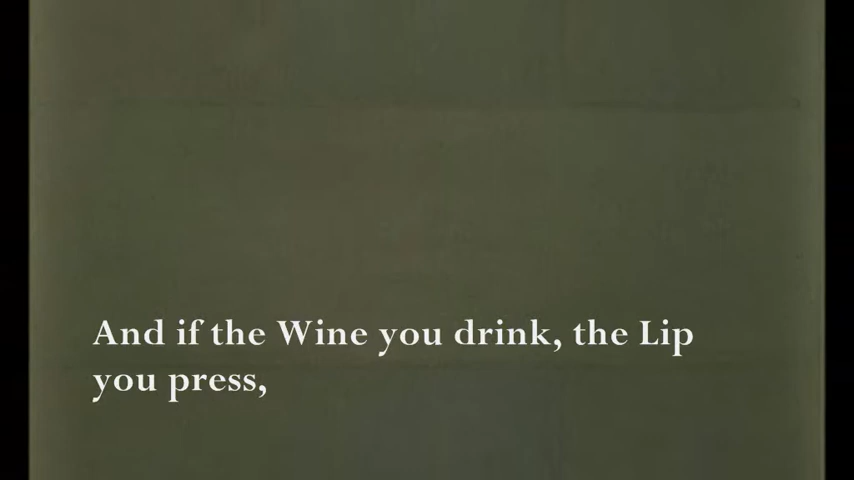 And if the Wine you drink, the Lip
you press,